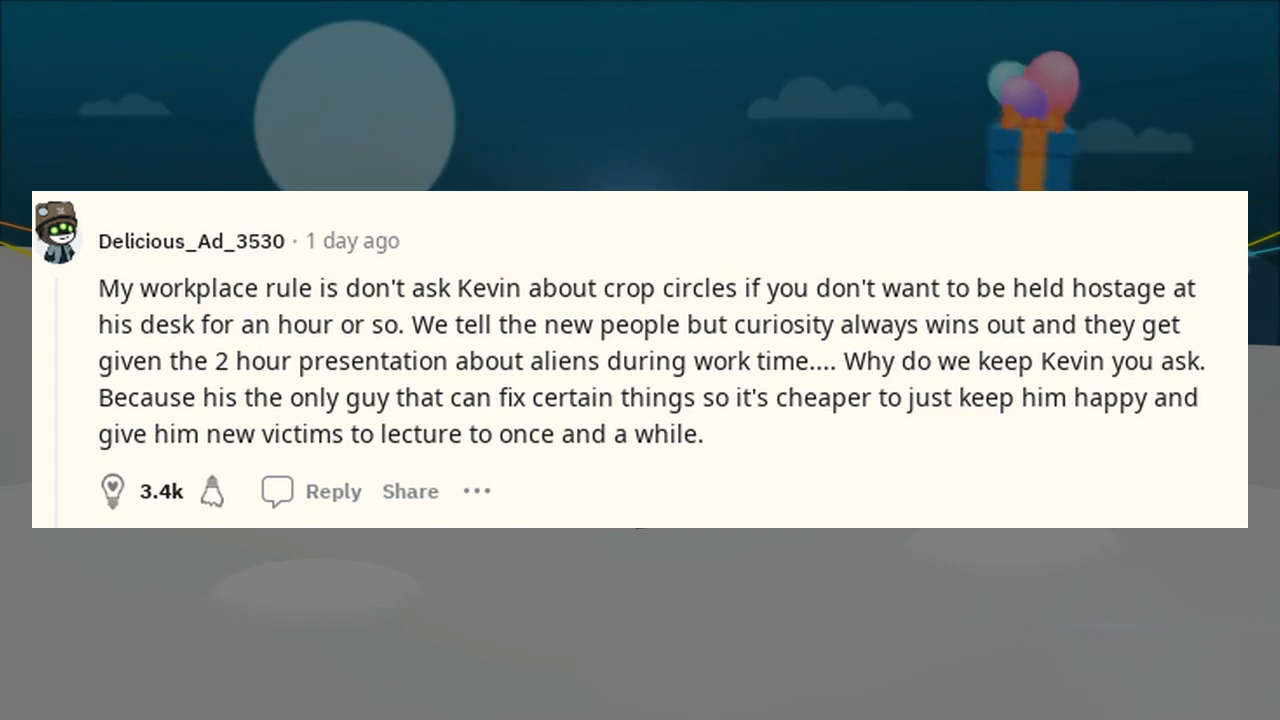 Delicious_Ad_3530 · 1 day ago
My workplace rule is don't ask Kevin about crop circles if you don't want to be held hostage at
his desk for an hour or so. We tell the new people but curiosity always wins out and they get
given the 2 hour presentation about aliens during work time.... Why do we keep Kevin you ask.
Because his the only guy that can fix certain things so it's cheaper to just keep him happy and
give him new victims to lecture to once and a while.
3.4k Reply Share ···